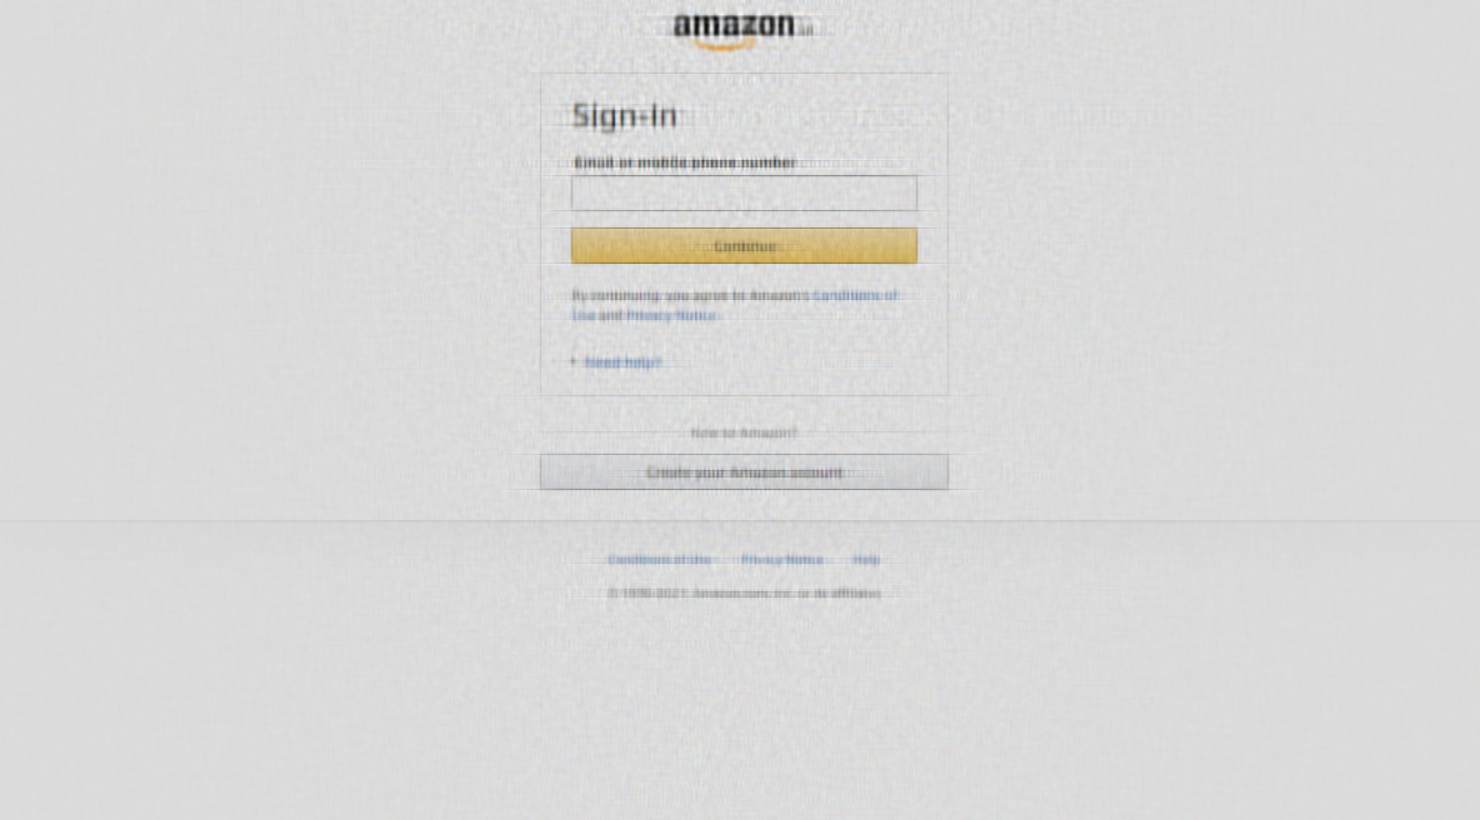 amazon.in
Sign-In
Email or mobile phone number
Continue
By continuing, you agree to Amazon's Conditions of
Use and Privacy Notice.
Need help?
New to Amazon?
Create your Amazon account
Conditions of Use Privacy Notice Help
© 1996-2021, Amazon.com, Inc. or its affiliates